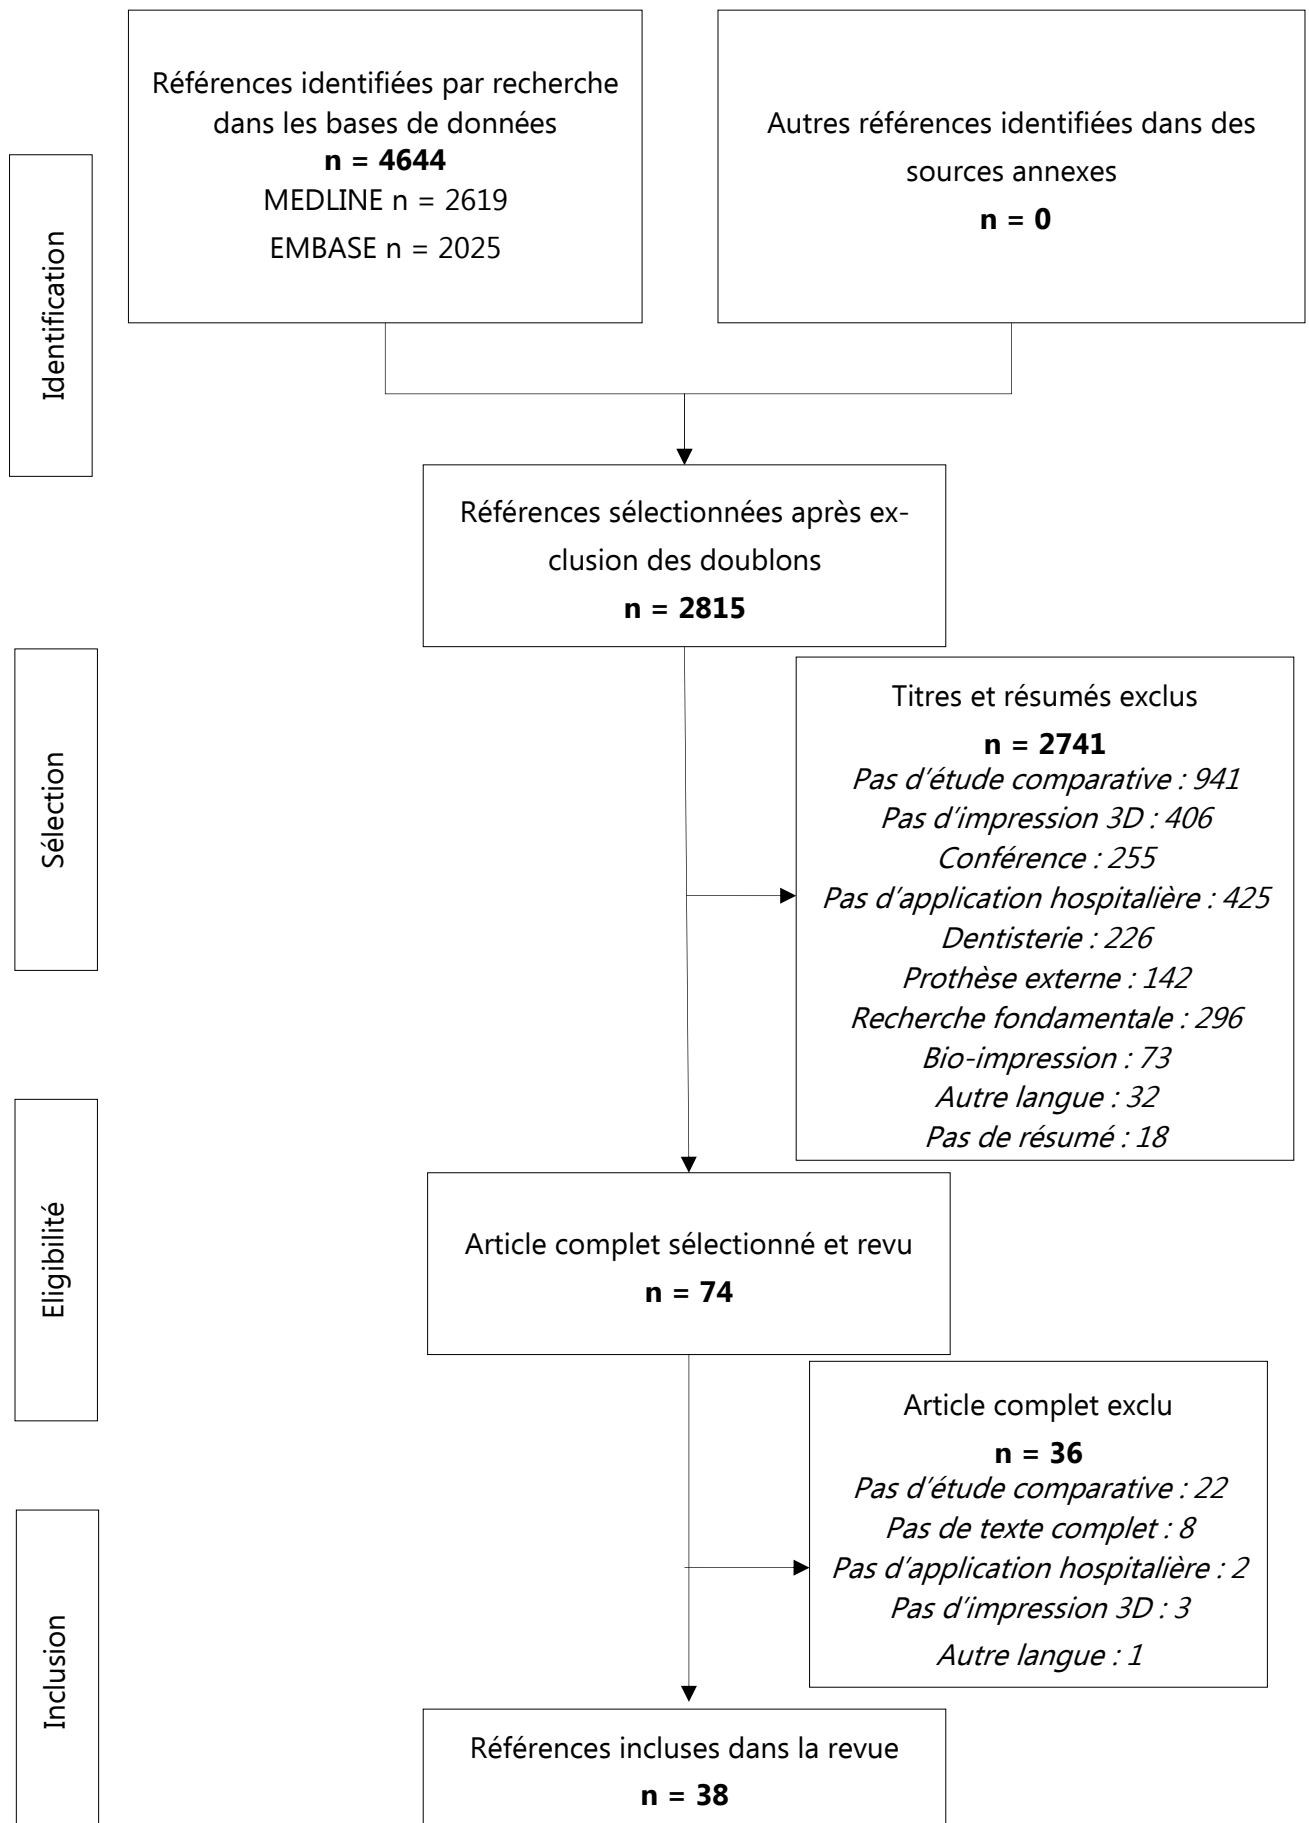 Références identifiées par recherche
dans les bases de données
n = 4644
MEDLINE n = 2619
EMBASE n = 2025
Autres références identifiées dans des
sources annexes
n = 0
Identification
Références sélectionnées après ex-
clusion des doublons
n = 2815
Sélection
Titres et résumés exclus
n = 2741
Pas d’étude comparative : 941
Pas d’impression 3D : 406
Conférence : 255
Pas d’application hospitalière : 425
Dentisterie : 226
Prothèse externe : 142
Recherche fondamentale : 296
Bio-impression : 73
Autre langue : 32
Pas de résumé : 18
Eligibilité
Article complet sélectionné et revu
n = 74
Article complet exclu
n = 36
Pas d’étude comparative : 22
Pas de texte complet : 8
Pas d’application hospitalière : 2
Pas d’impression 3D : 3
Autre langue : 1
Inclusion
Références incluses dans la revue
n = 38